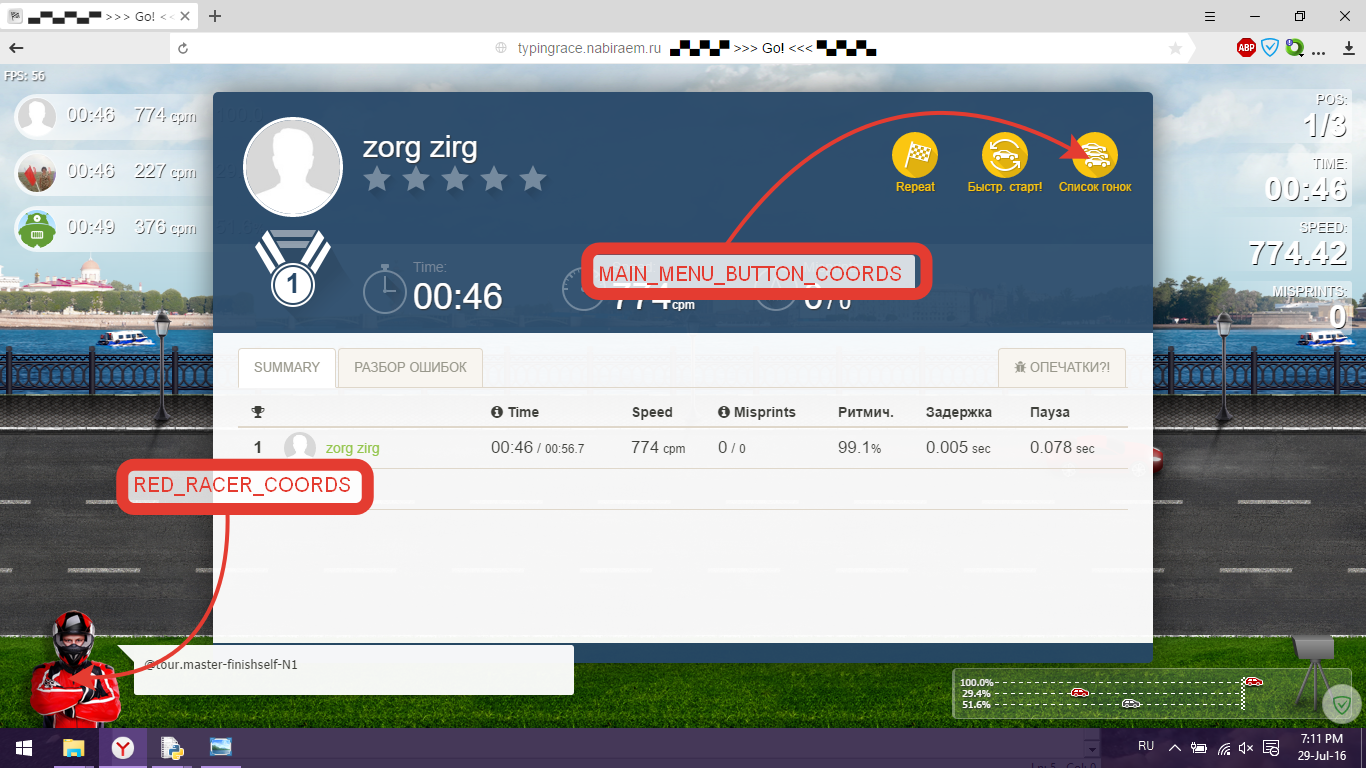 >>> Go! <<
typingrace.nabiraem.ru >>> Go! <<<
ABP
FPS: 56
00:46 774 cpm
00:46 227 cpm
00:49 376 cpm
zorg zirg
Repeat
Быстр. старт!
Список гонок
1
Time:
00:46
774 cpm
0 / 0
MAIN_MENU_BUTTON_COORDS
POS:
1/3
TIME:
00:46
SPEED:
774.42
MISPRINTS:
0
SUMMARY
РАЗБОР ОШИБОК
ОПЕЧАТКИ?!
Time Speed Misprints Ритмич. Задержка Пауза
1 zorg zirg 00:46 / 00:56.7 774 cpm 0 / 0 99.1% 0.005 sec 0.078 sec
RED_RACER_COORDS
@tour.master-finishself-N1
100.0%
29.4%
51.6%
RU
7:11 PM
29-Jul-16